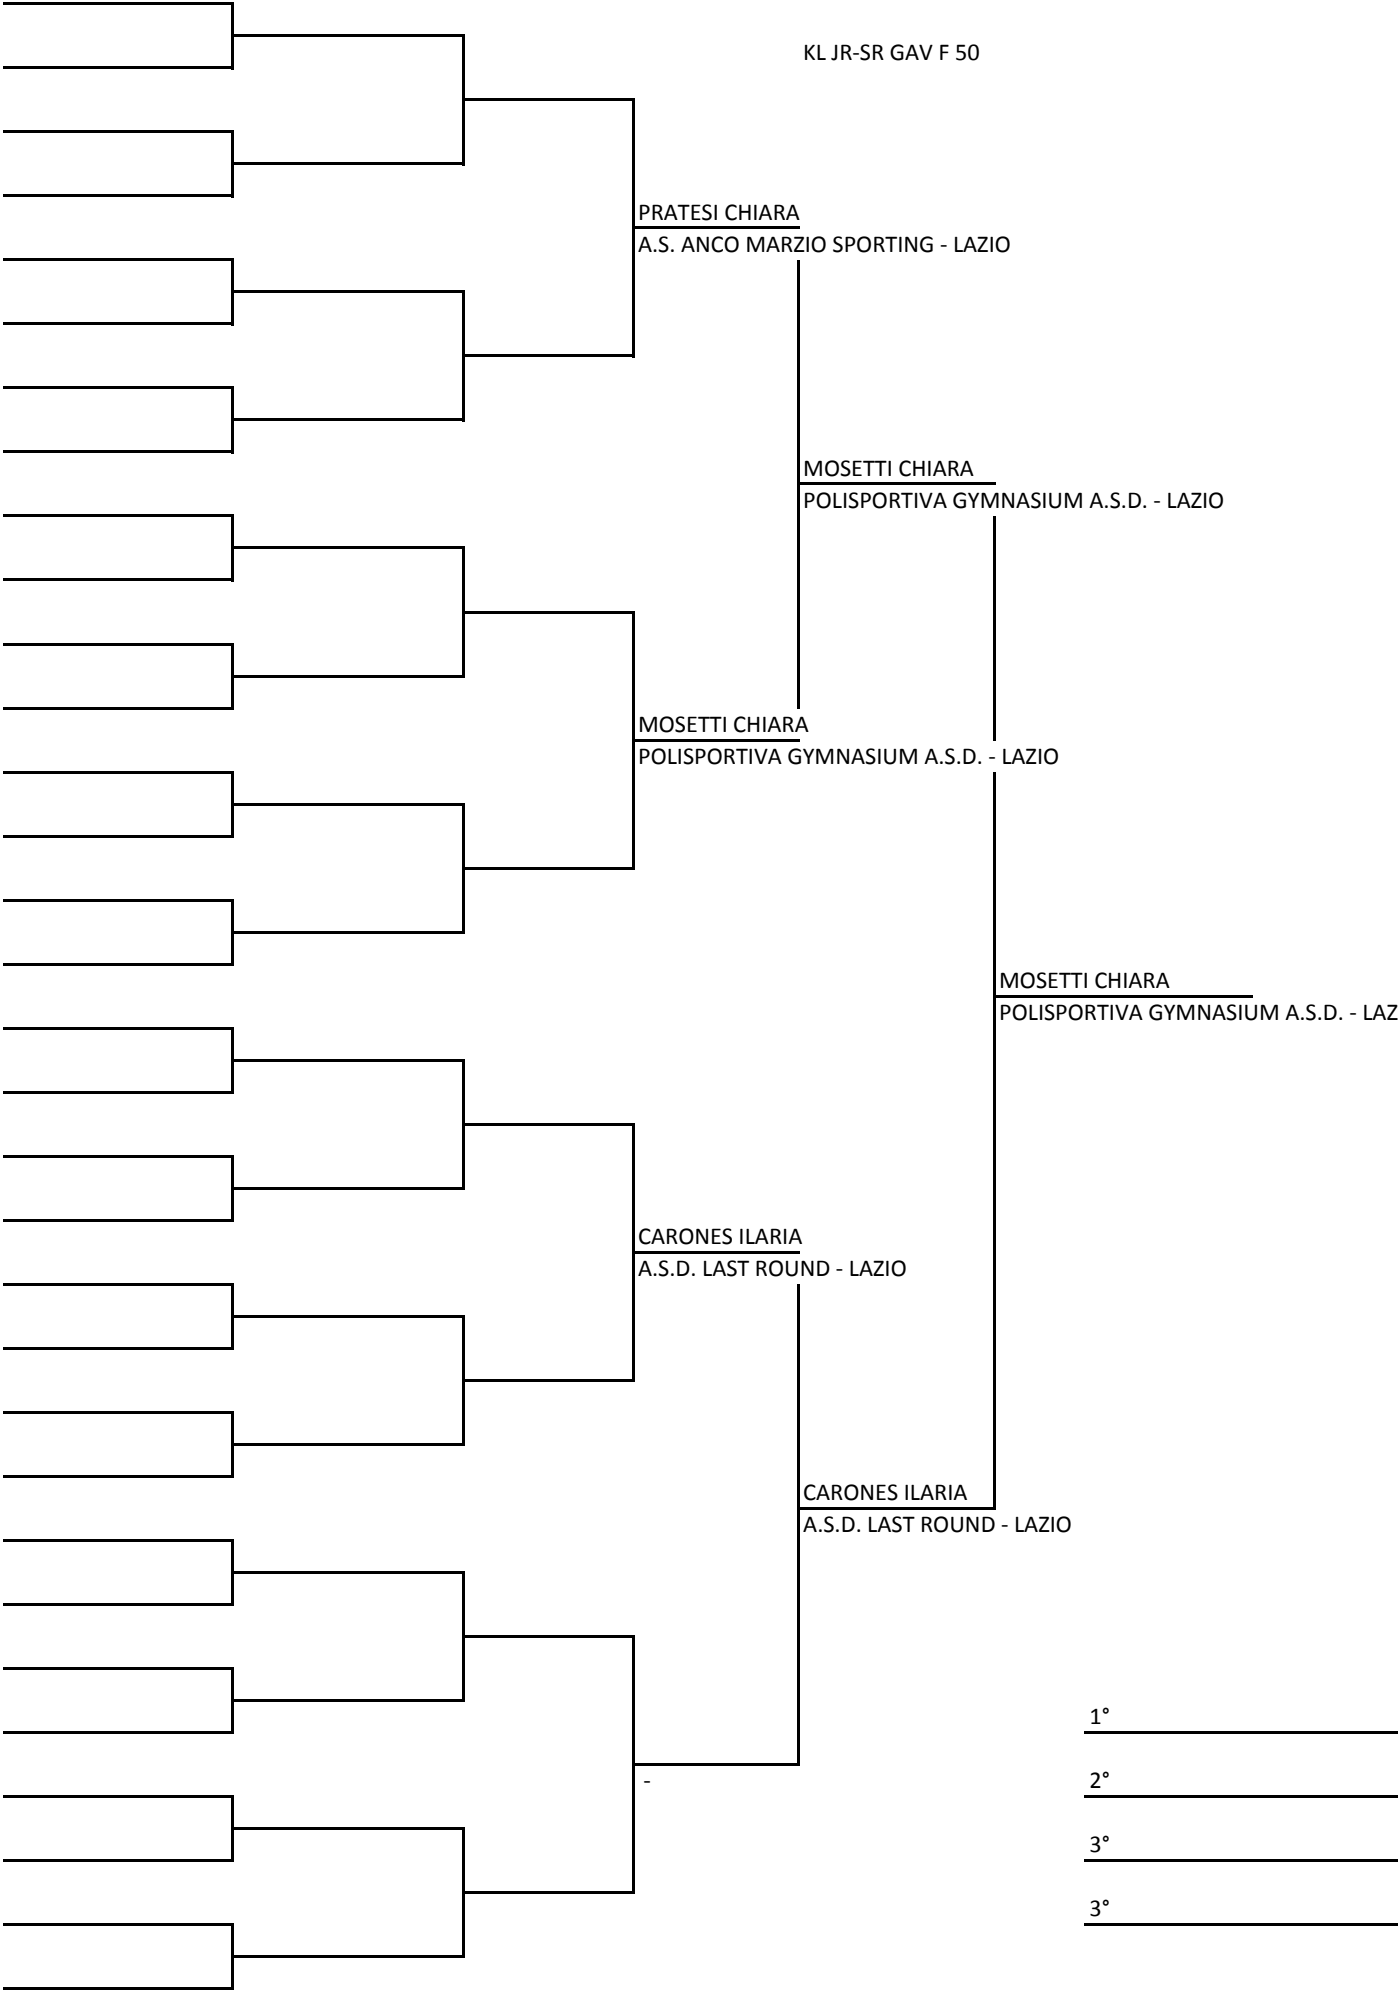 KL JR-SR GAV F 50
PRATESI CHIARA
A.S. ANCO MARZIO SPORTING - LAZIO
MOSETTI CHIARA
POLISPORTIVA GYMNASIUM A.S.D. - LAZIO
MOSETTI CHIARA
POLISPORTIVA GYMNASIUM A.S.D. - LAZIO
MOSETTI CHIARA
POLISPORTIVA GYMNASIUM A.S.D. - LAZ
CARONES ILARIA
A.S.D. LAST ROUND - LAZIO
CARONES ILARIA
A.S.D. LAST ROUND - LAZIO
1°
-
2°
3°
3°